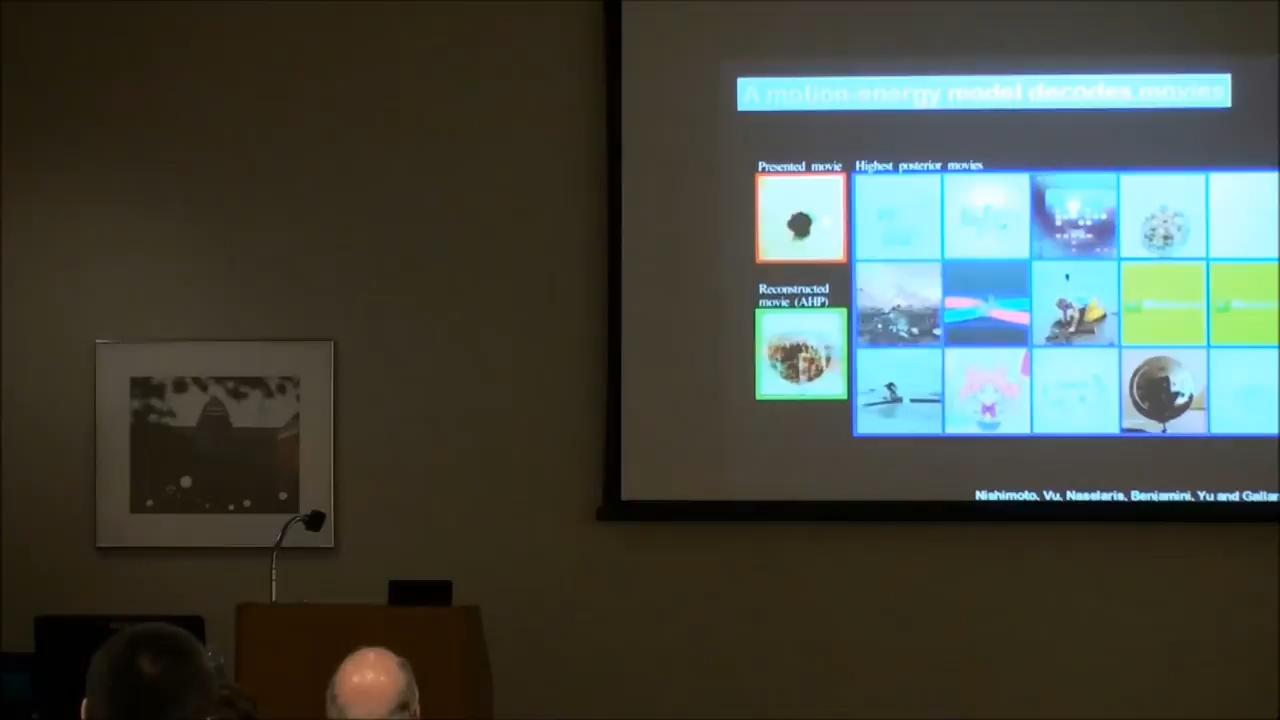 A motion-energy model decodes movies
Presented movie
Highest posterior movies
Reconstructed
movie (AHP)
Nishimoto, Vu, Naselaris, Benjamini, Yu and Gallan